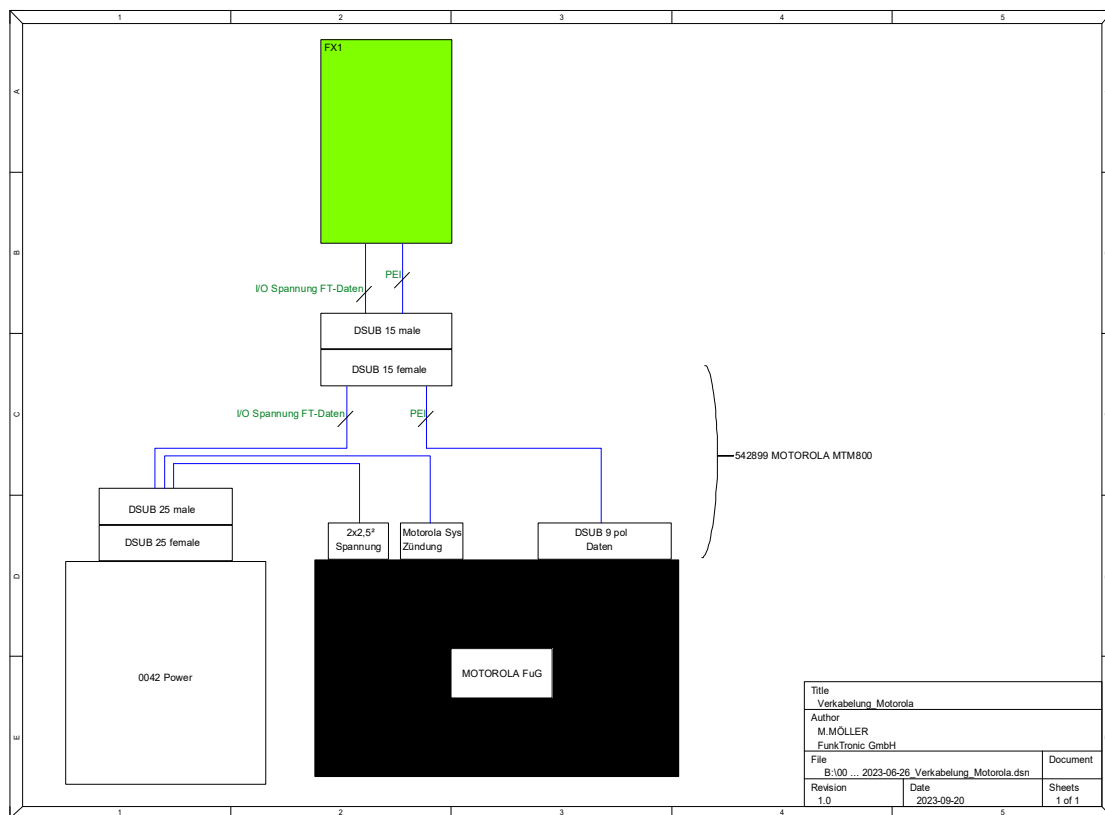 1 2 3 4 5
A
FX1
B
PEI
I/O Spannung FT-Daten
DSUB 15 male
DSUB 15 female
C
I/O Spannung FT-Daten PEI
542899 MOTOROLA MTM800
DSUB 25 male
DSUB 25 female
2x2,5²
Spannung
Motorola Sys
Zündung
DSUB 9 pol
Daten
D
0042 Power
MOTOROLA FuG
E
Title
Verkabelung_Motorola
Author
M.MÖLLER
FunkTronic GmbH
File
B:\00 ... 2023-06-26_Verkabelung_Motorola.dsn
Document
Revision
1.0
Date
2023-09-20
Sheets
1 of 1
1 2 3 4 5